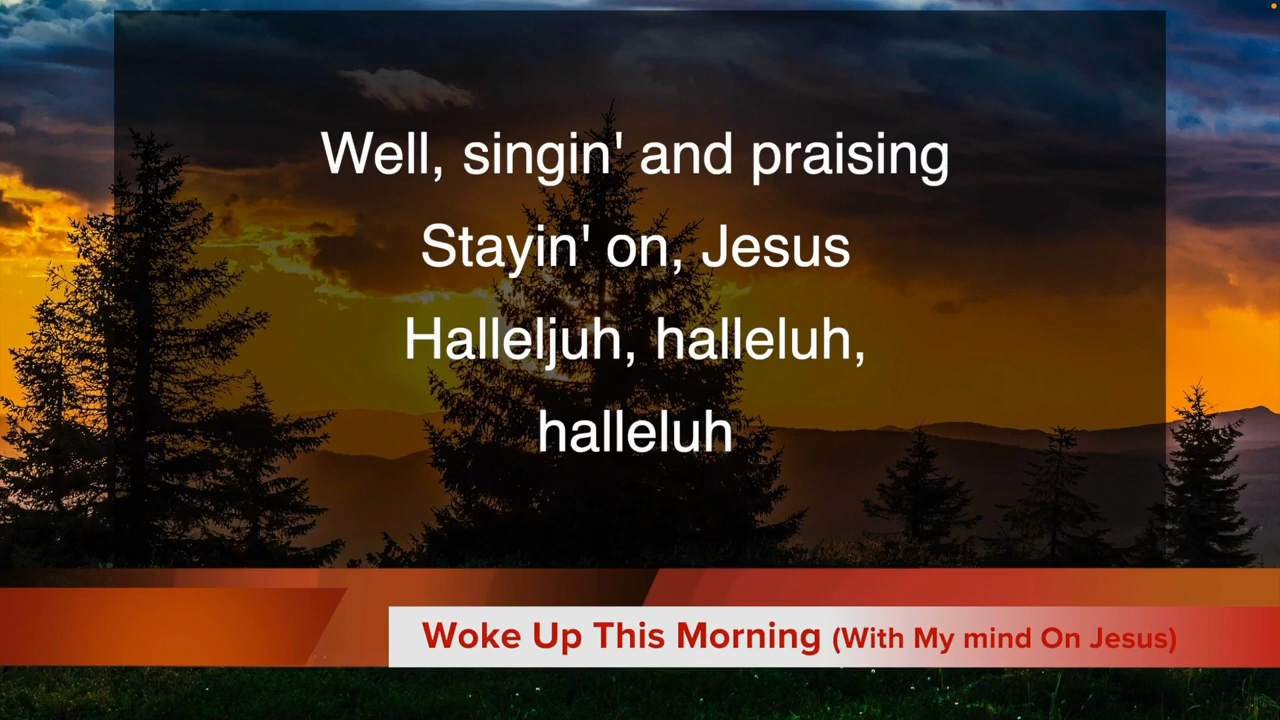 Well, singin' and praising
Stayin' on, Jesus
Halleljuh, halleluh,
halleluh
Woke Up This Morning (With My mind On Jesus)